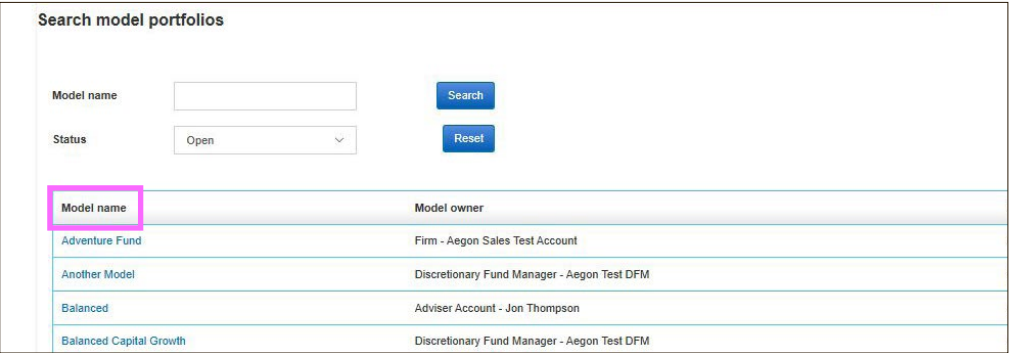 Search model portfolios
Model name Search
Status Open Reset
Model name Model owner
Adventure Fund Firm - Aegon Sales Test Account
Another Model Discretionary Fund Manager - Aegon Test DFM
Balanced Adviser Account - Jon Thompson
Balanced Capital Growth Discretionary Fund Manager - Aegon Test DFM